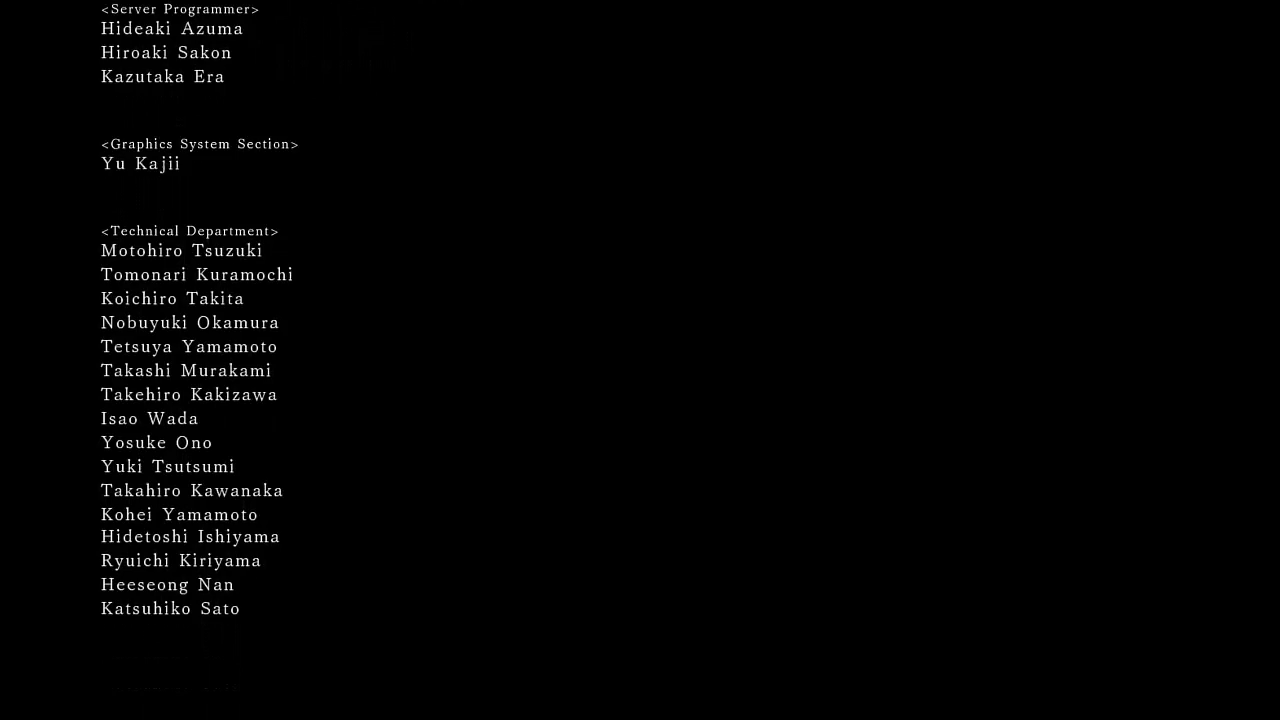 <Server Programmer>
Hideaki Azuma
Hiroaki Sakon
Kazutaka Era
<Graphics System Section>
Yu Kajii
<Technical Department>
Motohiro Tsuzuki
Tomonari Kuramochi
Koichiro Takita
Nobuyuki Okamura
Tetsuya Yamamoto
Takashi Murakami
Takehiro Kakizawa
Isao Wada
Yosuke Ono
Yuki Tsutsumi
Takahiro Kawanaka
Kohei Yamamoto
Hidetoshi Ishiyama
Ryuichi Kiriyama
Heeseong Nan
Katsuhiko Sato